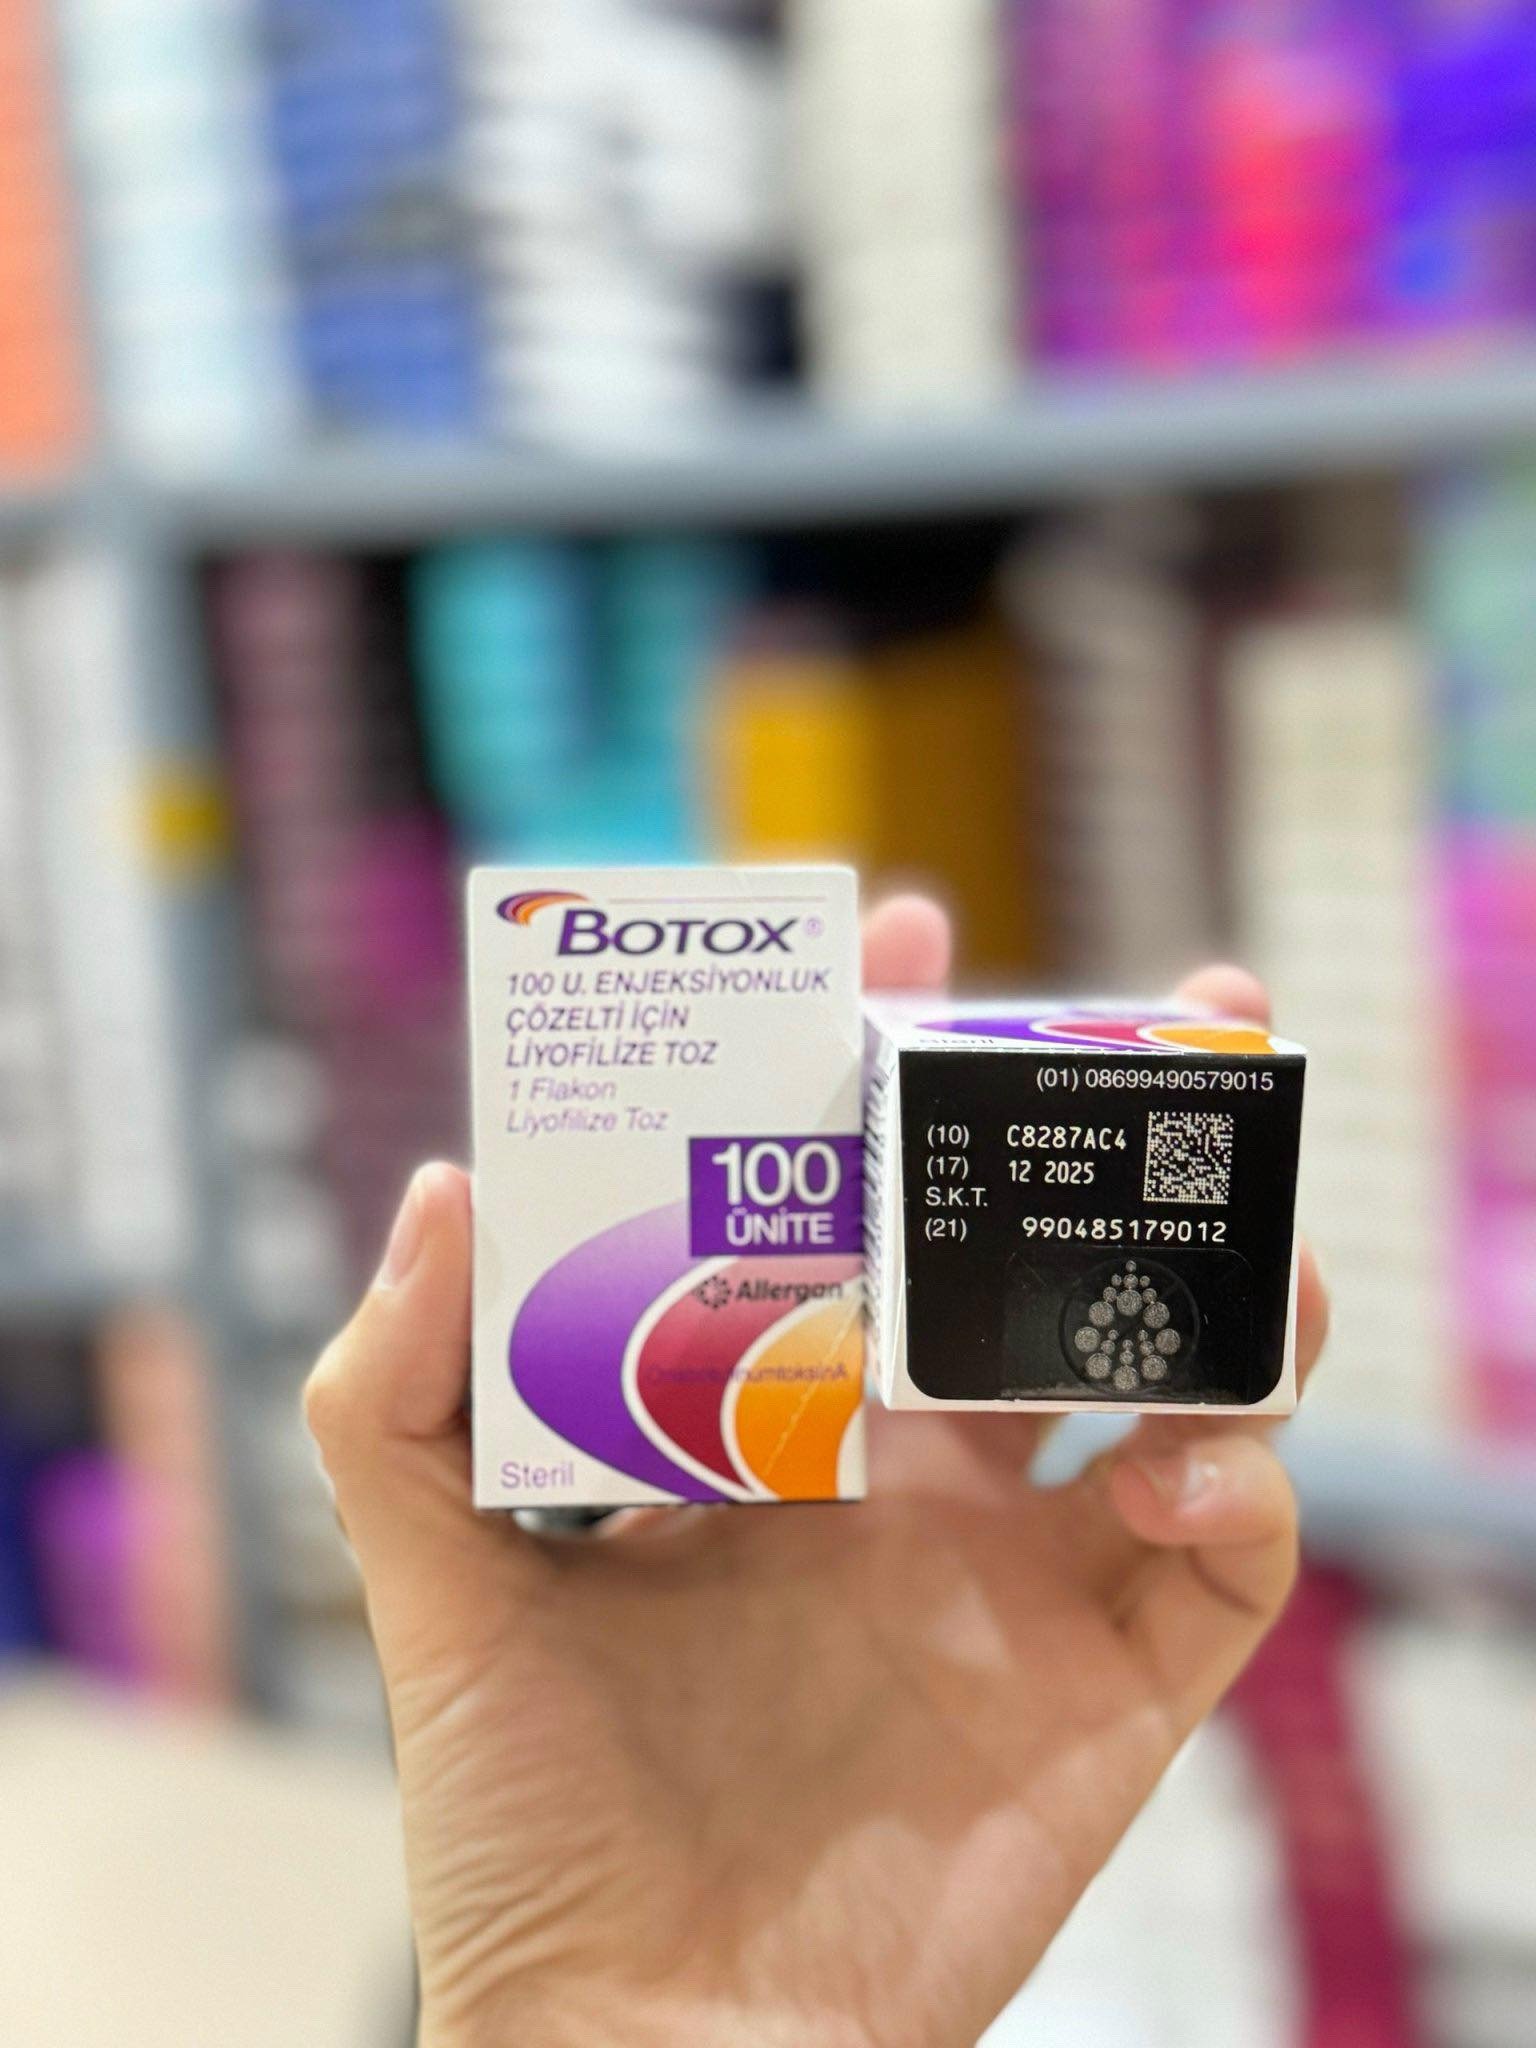 BOTOX®
100 U. ENJEKSİYONLUK
ÇÖZELTİ İÇİN
LİYOFİLİZE TOZ
1 Flakon
Liyofilize Toz
100
ÜNİTE
Allergan
Steril
Steril
(01) 08699490579015
(10) C8287AC4
(17) 12 2025
S.K.T.
(21) 990485179012